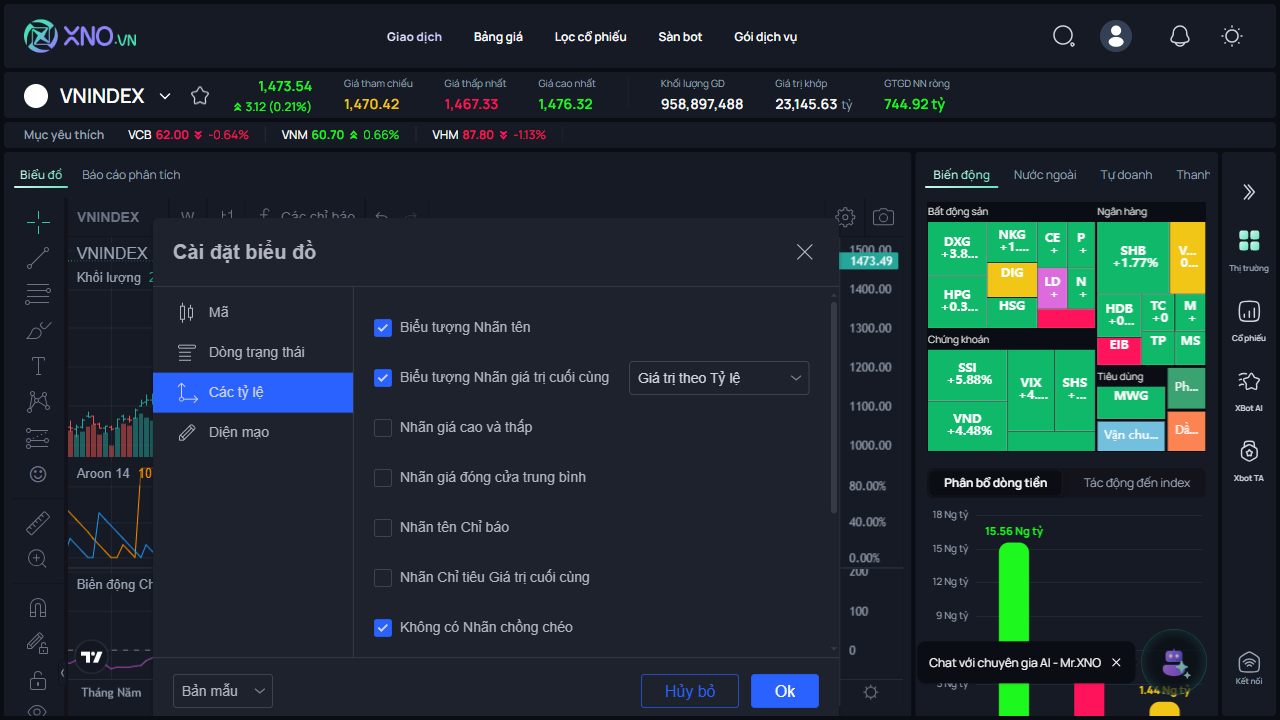 XNO.VN
Giao dịch Bảng giá Lọc cổ phiếu Sàn bot Gói dịch vụ
VNINDEX
1,473.54
3.12 (0.21%)
Giá tham chiếu Giá thấp nhất Giá cao nhất Khối lượng GD Giá trị khớp GTGD NN ròng
1,470.42 1,467.33 1,476.32 958,897,488 23,145.63 tỷ 744.92 tỷ
Mục yêu thích VCB 62.00 -0.64% VNM 60.70 0.66% VHM 87.80 -1.13%
Biểu đồ Báo cáo phân tích
VNINDEX W Các chỉ báo
VNINDEX
Khối lượng 2
Aroon 14 10
Biên động Ch
Tháng Năm
Cài đặt biểu đồ
Mã
Dòng trạng thái
Các tỷ lệ
Diện mạo
Biểu tượng Nhãn tên
Biểu tượng Nhãn giá trị cuối cùng Giá trị theo Tỷ lệ
Nhãn giá cao và thấp
Nhãn giá đóng cửa trung bình
Nhãn tên Chỉ báo
Nhãn Chỉ tiêu Giá trị cuối cùng
Không có Nhãn chồng chéo
Bản mẫu Hủy bỏ Ok
1500.00
1473.49
1400.00
1300.00
1200.00
1100.00
1000.00
80.00%
40.00%
0.00%
200
100
0
Biến động Nước ngoài Tự doanh Thanh
Bất động sản
DXG
+3.8...
NKG
+1....
CE
+
P
+
DIG
HPG
+0.3...
HSG
LD
+
N
+
Ngân hàng
SHB
+1.77%
V...
0...
HDB
+0...
TC
+0
M
+
EIB
TP
MS
Chứng khoán
SSI
+5.88%
VIX
+4....
SHS
+...
VND
+4.48%
Tiêu dùng
MWG
Ph...
Vận chu...
Dầ...
Phân bổ dòng tiền Tác động đến index
18 Ng tỷ
15.56 Ng tỷ
15 Ng tỷ
12 Ng tỷ
9 Ng tỷ
3 Ng tỷ
1.44 Ng tỷ
Chat với chuyên gia AI - Mr.XNO
Thị trường
Cổ phiếu
XBot AI
Xbot TA
Kết nối